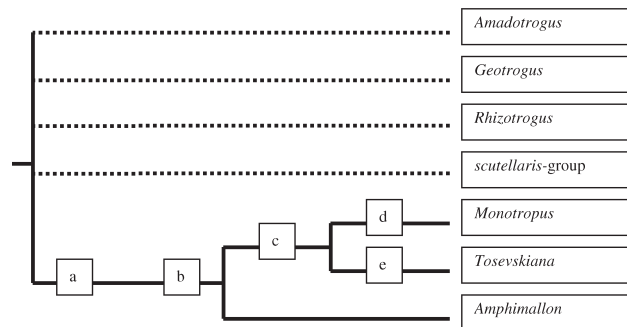 Amadotrogus
Geotrogus
Rhizotrogus
scutellaris-group
d
Monotropus
c
e
Tosevskiana
a
b
Amphimallon